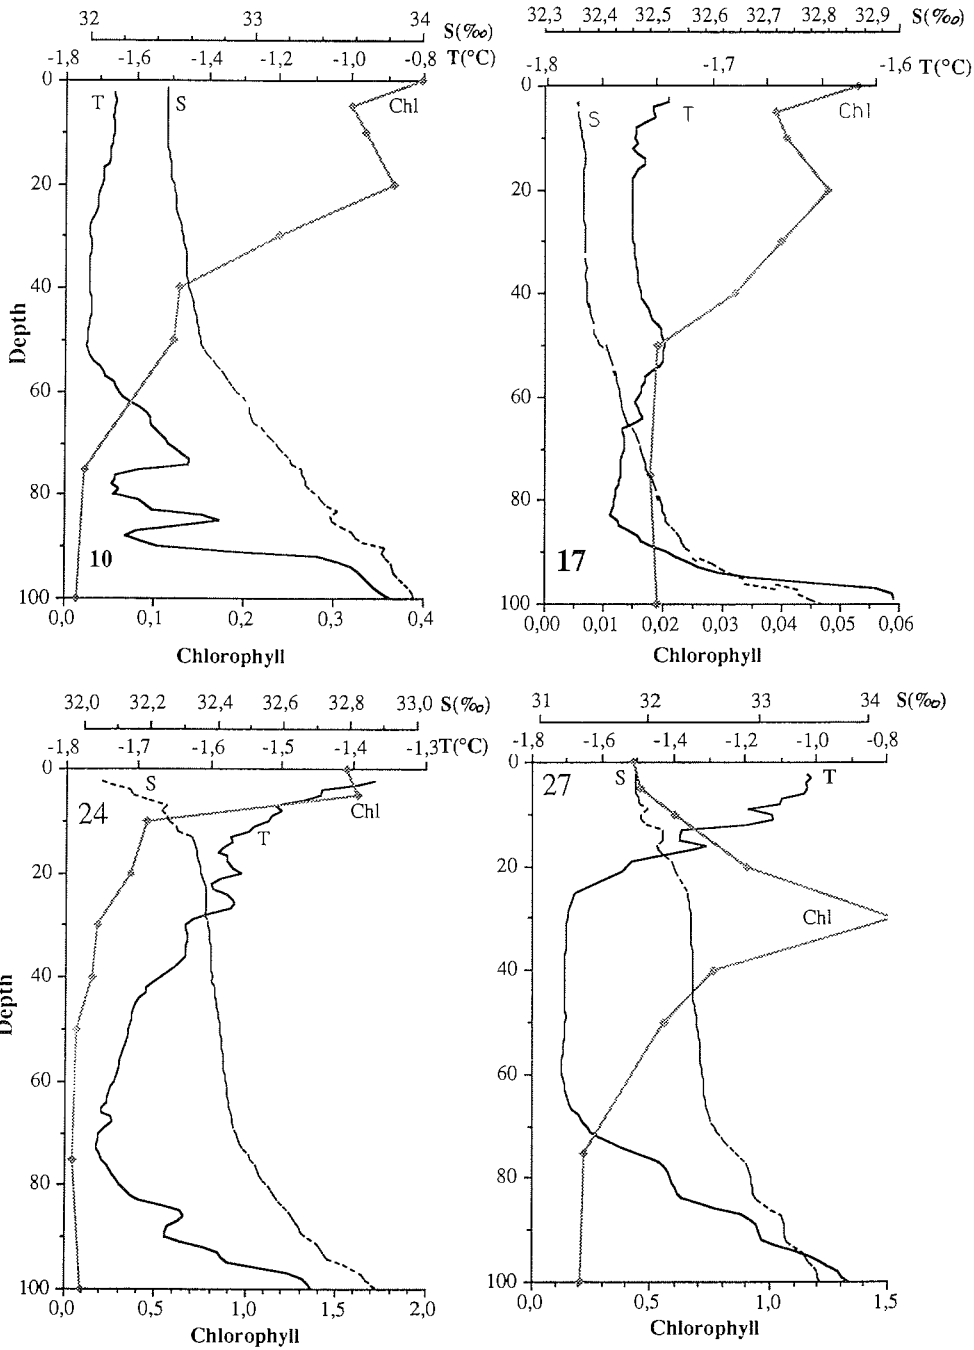 32 33 34 S(‰)
-1,8 -1,6 -1,4 -1,2 -1,0 -0,8 T(°C)
0
T S Chl
20
40
Depth
60
80
10
100
0,0 0,1 0,2 0,3 0,4
Chlorophyll
32,3 32,4 32,5 32,6 32,7 32,8 32,9 S(‰)
-1,8 -1,7 -1,6 T(°C)
0
S T Chl
20
40
60
80
17
100
0,00 0,01 0,02 0,03 0,04 0,05 0,06
Chlorophyll
32,0 32,2 32,4 32,6 32,8 33,0 S(‰)
-1,8 -1,7 -1,6 -1,5 -1,4 -1,3 T(°C)
0
S
24 T Chl
20
40
Depth
60
80
100
0,0 0,5 1,0 1,5 2,0
Chlorophyll
31 32 33 34 S(‰)
-1,8 -1,6 -1,4 -1,2 -1,0 -0,8 T(°C)
0
27 S T
20
Chl
40
60
80
100
0,0 0,5 1,0 1,5
Chlorophyll